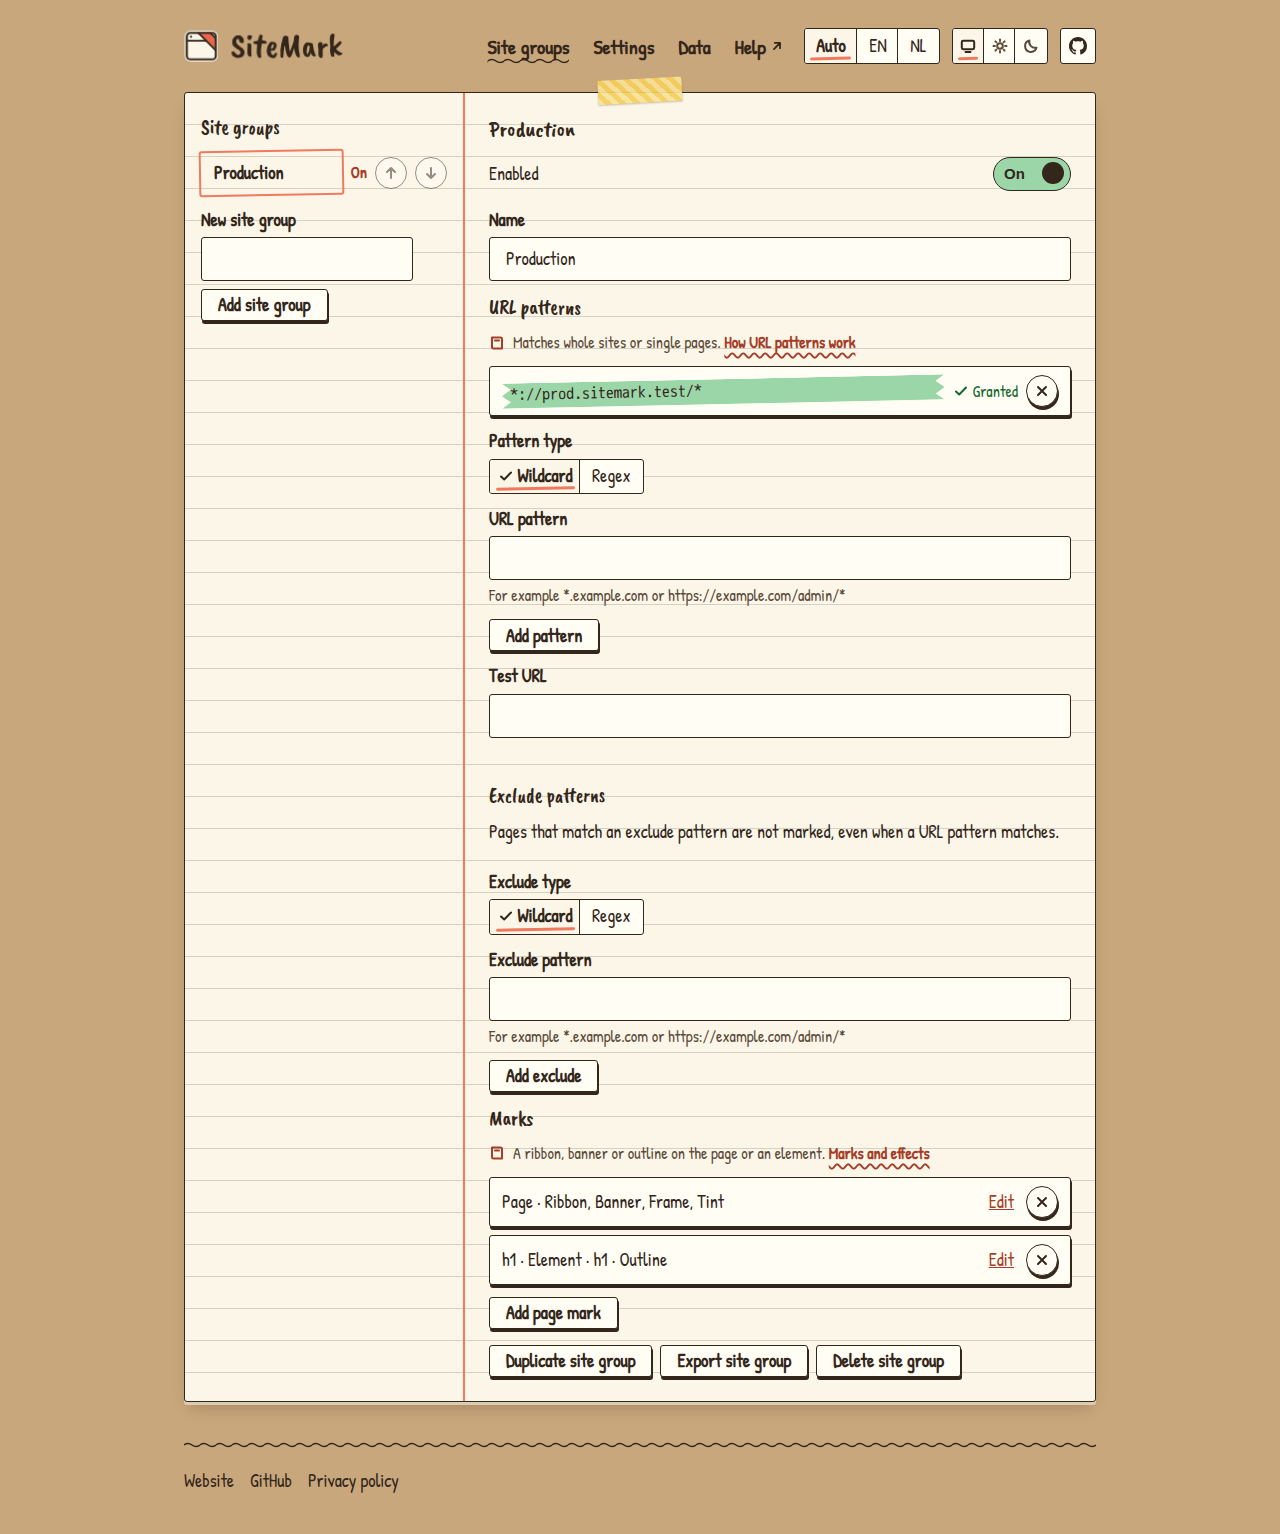 SiteMark
Site groups Settings Data Help
Auto EN NL
Site groups
Production On
New site group
Add site group
Production
Enabled On
Name
Production
URL patterns
Matches whole sites or single pages. How URL patterns work
*://prod.sitemark.test/* Granted
Pattern type
Wildcard Regex
URL pattern
For example *.example.com or https://example.com/admin/*
Add pattern
Test URL
Exclude patterns
Pages that match an exclude pattern are not marked, even when a URL pattern matches.
Exclude type
Wildcard Regex
Exclude pattern
For example *.example.com or https://example.com/admin/*
Add exclude
Marks
A ribbon, banner or outline on the page or an element. Marks and effects
Page · Ribbon, Banner, Frame, Tint Edit
h1 · Element · h1 · Outline Edit
Add page mark
Duplicate site group Export site group Delete site group
Website GitHub Privacy policy